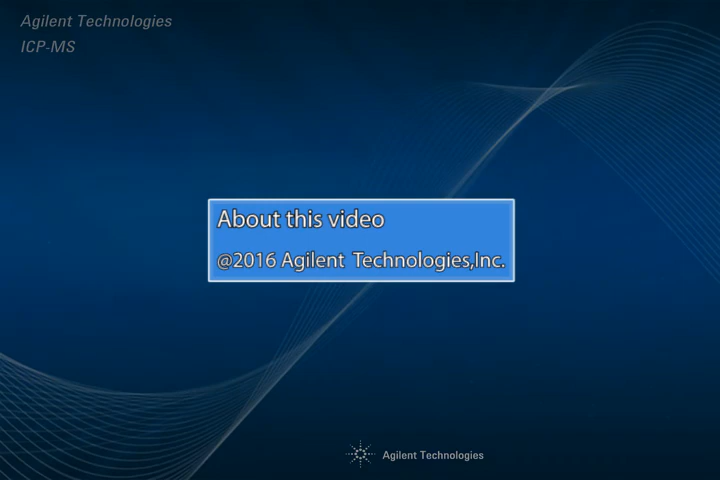 Agilent Technologies
ICP-MS
About this video
@2016 Agilent Technologies,Inc.
Agilent Technologies